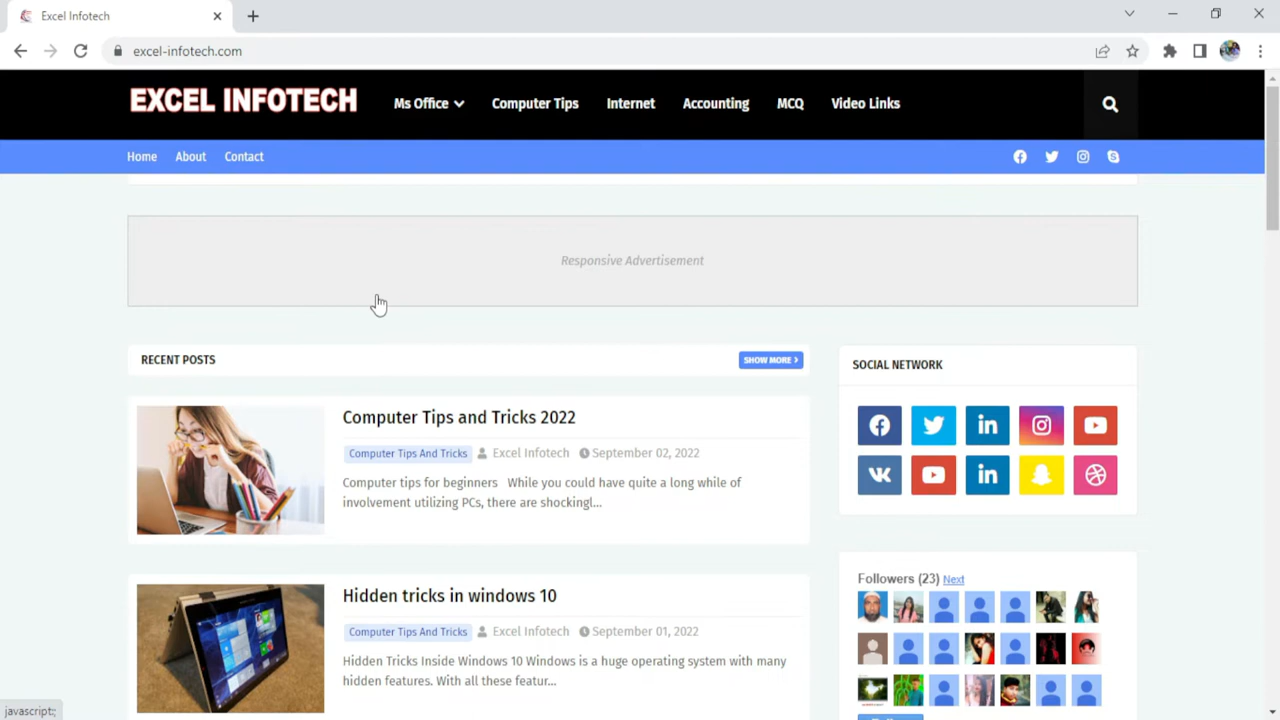 Excel Infotech
excel-infotech.com
EXCEL INFOTECH
Ms Office
Computer Tips
Internet
Accounting
MCQ
Video Links
Home
About
Contact
Responsive Advertisement
RECENT POSTS
SHOW MORE
SOCIAL NETWORK
Computer Tips and Tricks 2022
Computer Tips And Tricks Excel Infotech September 02, 2022
Computer tips for beginners While you could have quite a long while of
involvement utilizing PCs, there are shockingl...
Hidden tricks in windows 10
Computer Tips And Tricks Excel Infotech September 01, 2022
Hidden Tricks Inside Windows 10 Windows is a huge operating system with many
hidden features. With all these featur...
Followers (23) Next
javascript:;